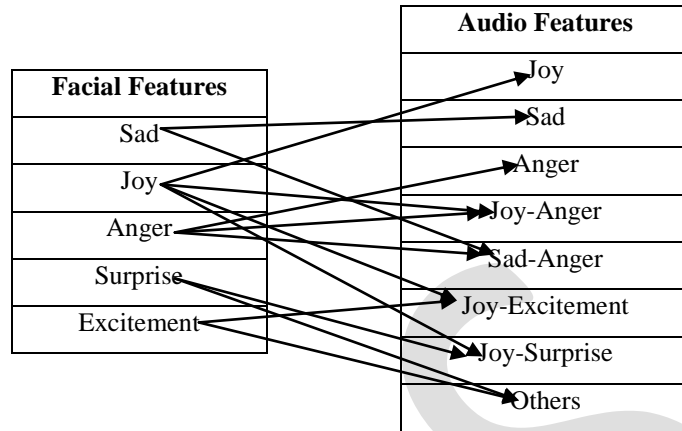 Facial Features
Sad
Joy
Anger
Surprise
Excitement
Audio Features
Joy
Sad
Anger
Joy-Anger
Sad-Anger
Joy-Excitement
Joy-Surprise
Others